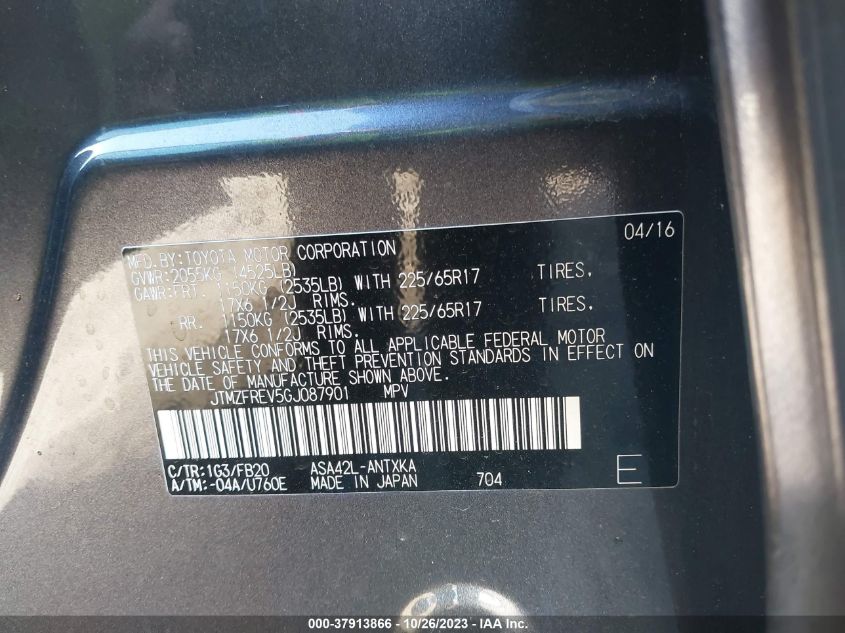 04/16
MFD.BY:TOYOTA MOTOR CORPORATION
GVWR:2055KG (4525LB)
GAWR:FRT. 1150KG (2535LB) WITH 225/65R17 TIRES,
17X6 1/2J RIMS.
RR. 1150KG (2535LB) WITH 225/65R17 TIRES,
17X6 1/2J RIMS.
THIS VEHICLE CONFORMS TO ALL APPLICABLE FEDERAL MOTOR
VEHICLE SAFETY AND THEFT PREVENTION STANDARDS IN EFFECT ON
THE DATE OF MANUFACTURE SHOWN ABOVE.
JTMZFREV5GJ087901 MPV
C/TR:1G3/FB20 ASA42L-ANTXKA
A/TM:-04A/U760E MADE IN JAPAN 704 E
000-37913866 - 10/26/2023 - IAA Inc.